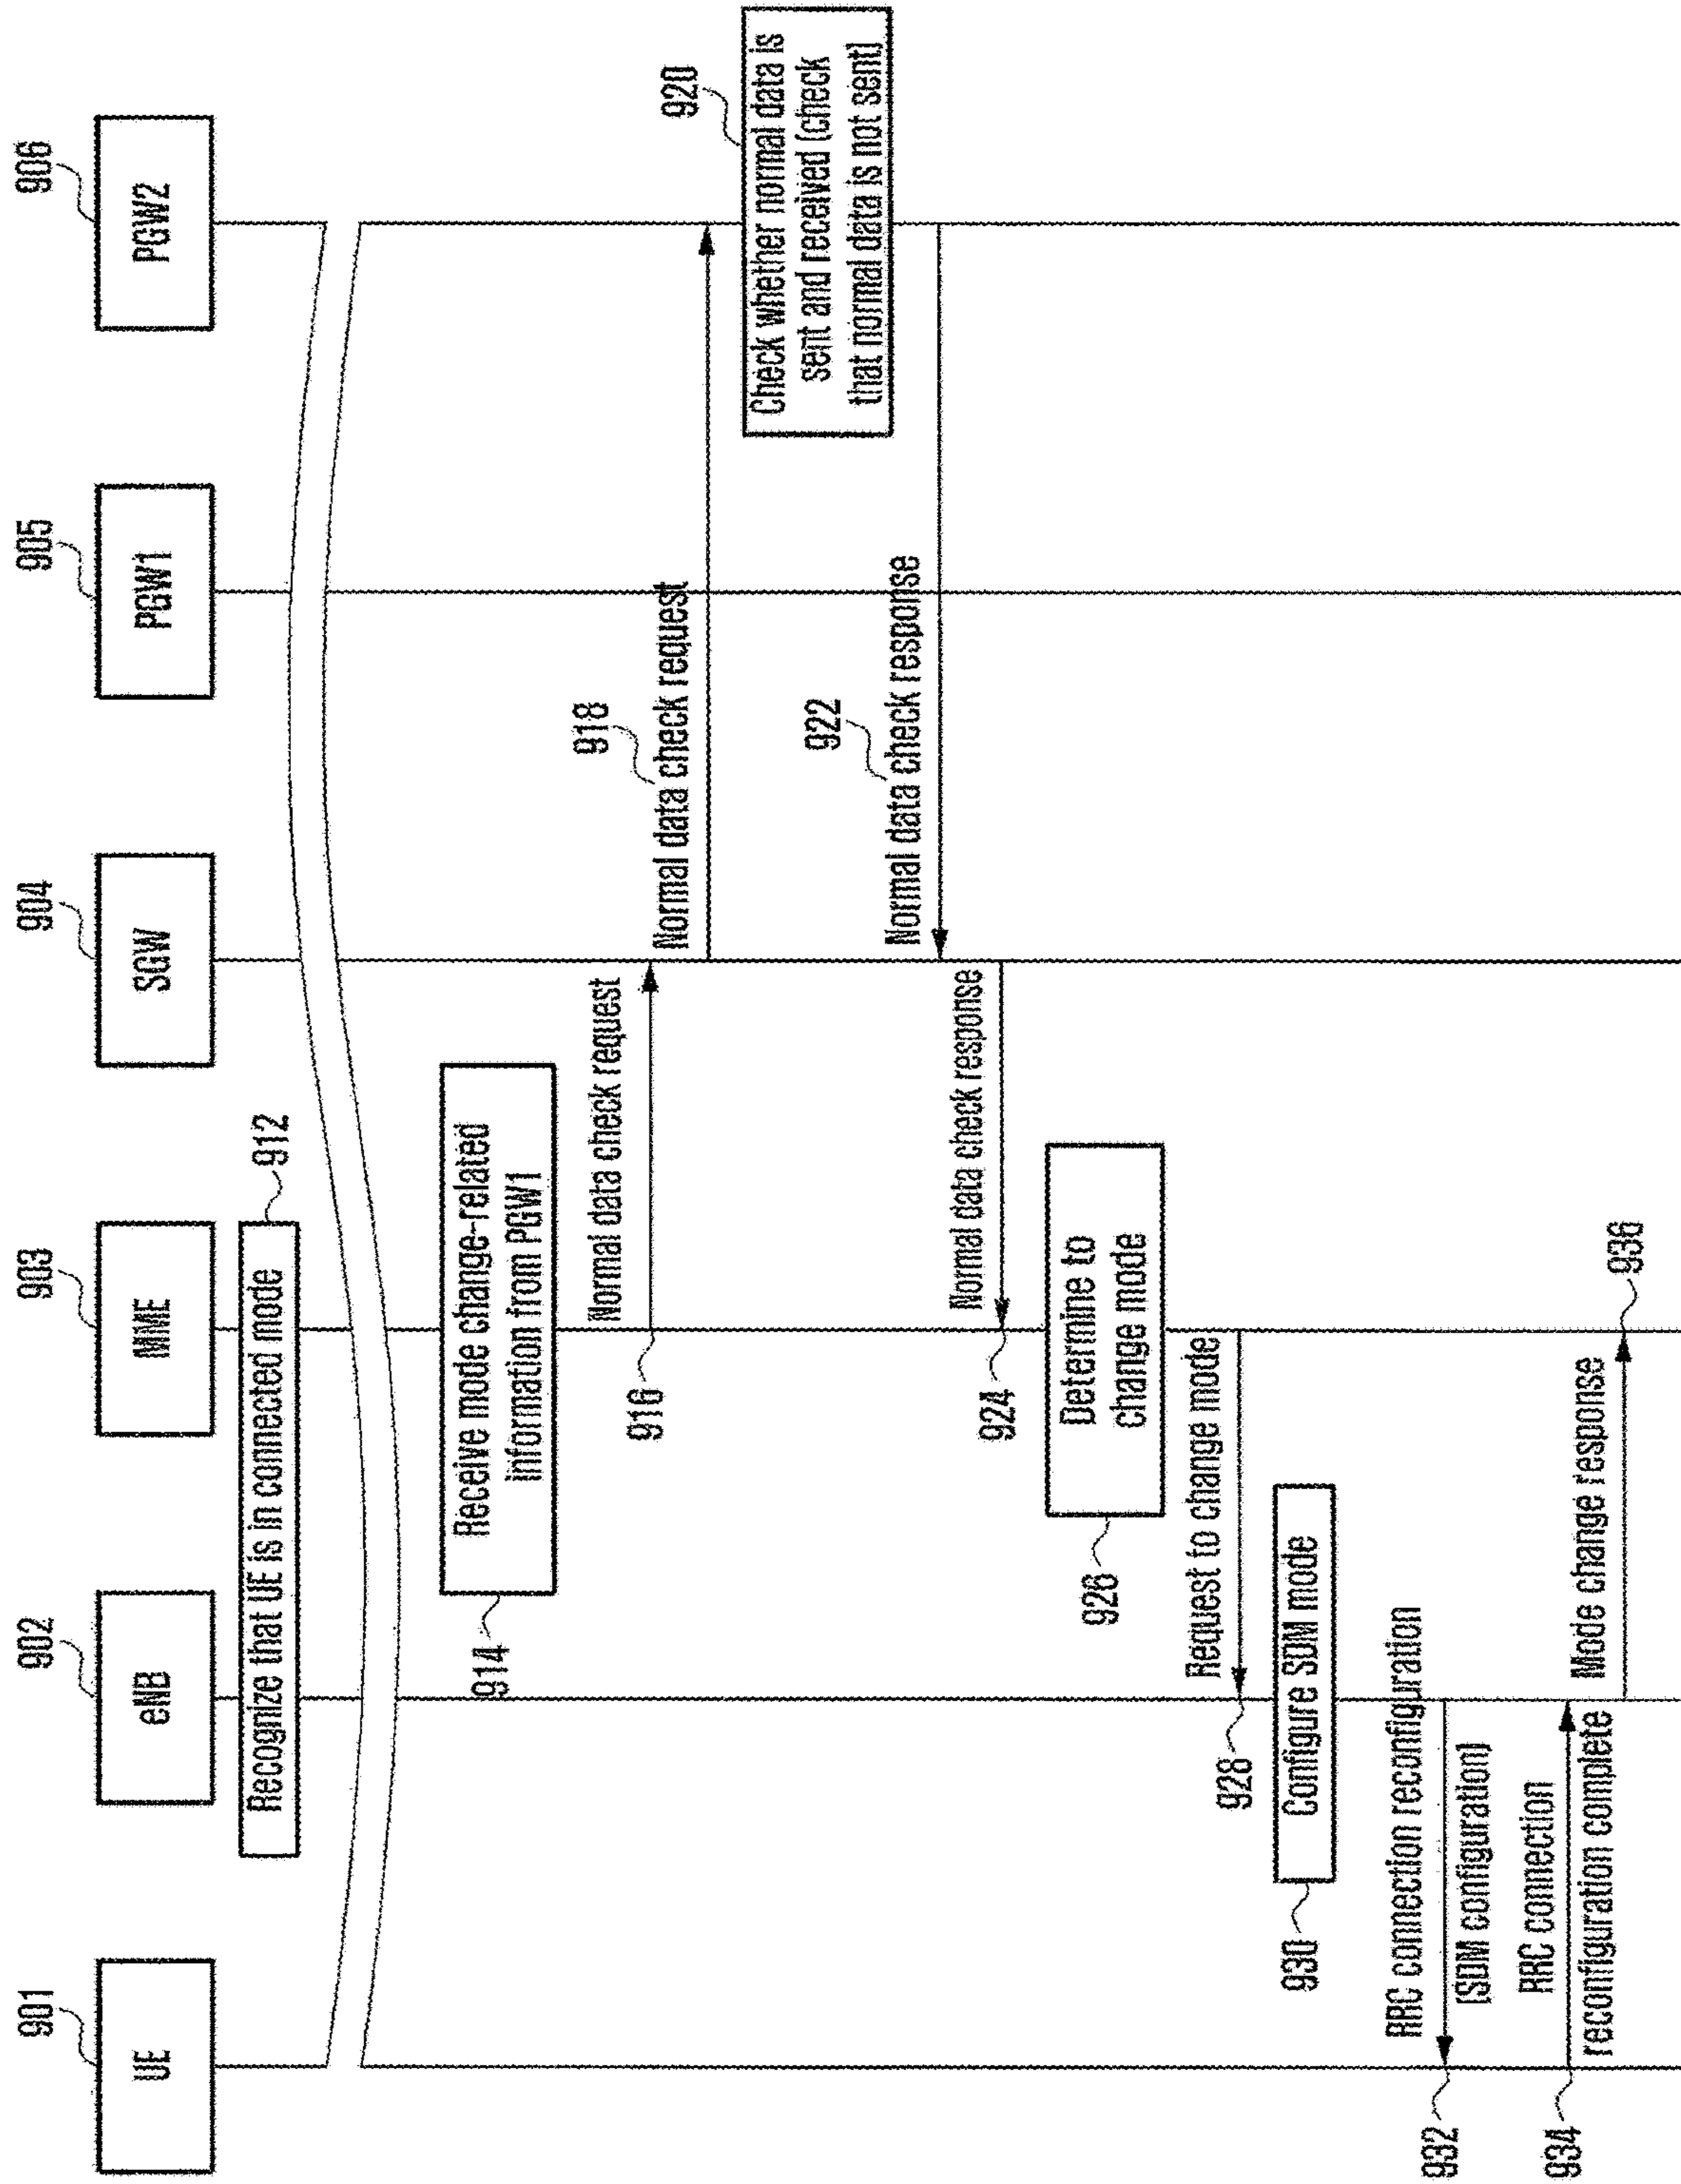 901
902
903
904
905
906
UE
eNB
MME
SGW
PGW1
PGW2
Recognize that UE is in connected mode
912
Receive mode change-related
information from PGW1
914
Normal data check request
916
918
Normal data check request
920
Check whether normal data is
sent and received (check
that normal data is not sent)
922
Normal data check response
Normal data check response
924
Determine to
change mode
926
Request to change mode
928
Configure SDM mode
930
RRC connection reconfiguration
(SDM configuration)
932
RRC connection
reconfiguration complete
934
Mode change response
936